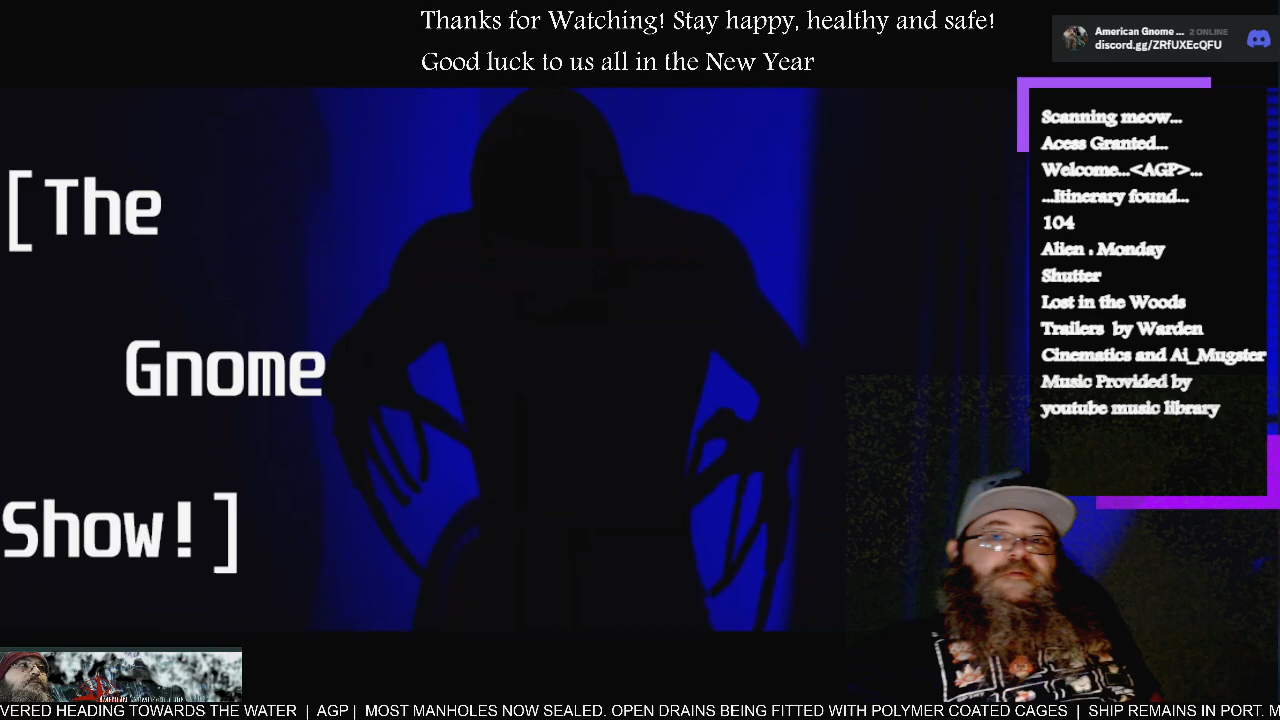 Thanks for Watching! Stay happy, healthy and safe!
Good luck to us all in the New Year
American Gnome ... 2 ONLINE
discord.gg/ZRfUXEcQFU
[The
Gnome
Show!]
Scanning meow...
Acess Granted...
Welcome...<AGP>...
...Itinerary found...
104
Alien . Monday
Shutter
Lost in the Woods
Trailers by Warden
Cinematics and Ai_Mugster
Music Provided by
youtube music library
VERED HEADING TOWARDS THE WATER | AGP | MOST MANHOLES NOW SEALED. OPEN DRAINS BEING FITTED WITH POLYMER COATED CAGES | SHIP REMAINS IN PORT. M